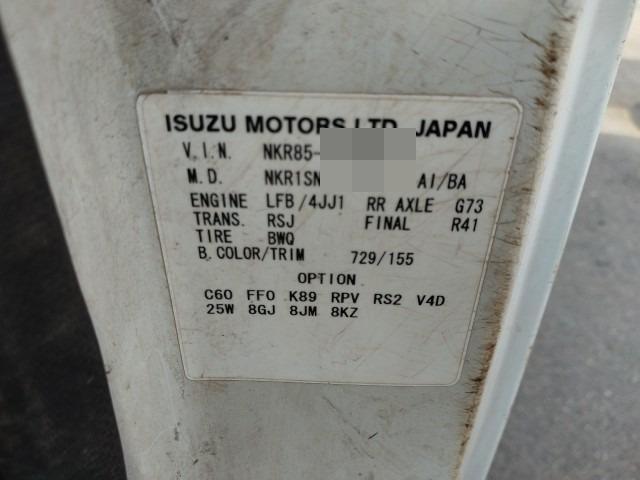 ISUZU MOTORS LTD. JAPAN
V.I.N. NKR85-
M.D. NKR1SN AI/BA
ENGINE LFB/4JJ1 RR AXLE G73
TRANS. RSJ FINAL R41
TIRE BWQ
B.COLOR/TRIM 729/155
OPTION
C60 FF0 K89 RPV RS2 V4D
25W 8GJ 8JM 8KZ